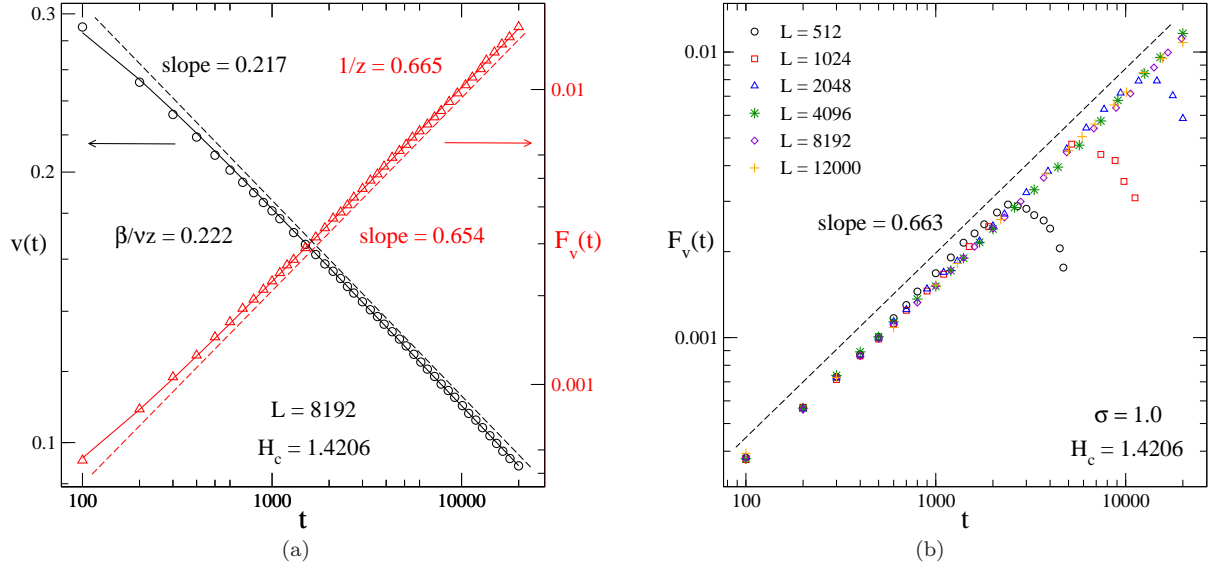 0.3
0.2
0.1
v(t)
slope = 0.217
1/z = 0.665
β/νz = 0.222
slope = 0.654
L = 8192
H_c = 1.4206
0.01
0.001
F_v(t)
100
1000
10000
t
(a)
0.01
0.001
F_v(t)
L = 512
L = 1024
L = 2048
L = 4096
L = 8192
L = 12000
slope = 0.663
σ = 1.0
H_c = 1.4206
100
1000
10000
t
(b)